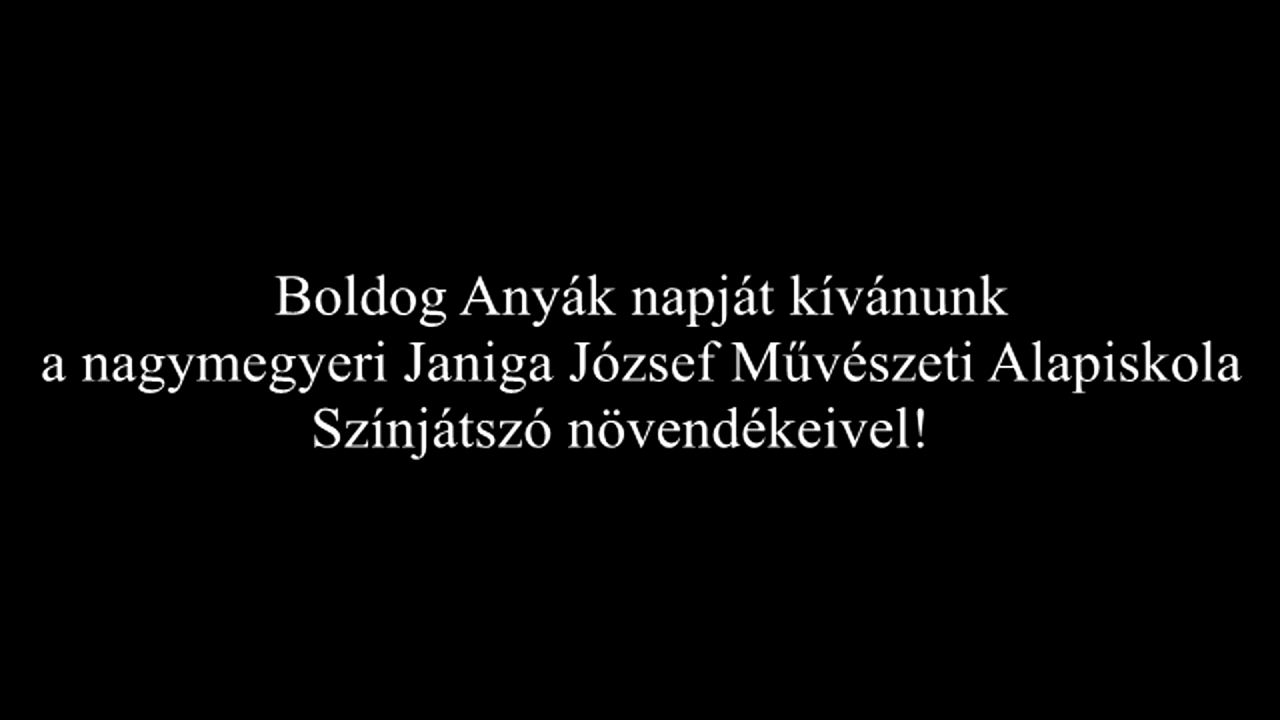 Boldog Anyák napját kívánunk
a nagymegyeri Janiga József Művészeti Alapiskola
Színjátszó növendékeivel!